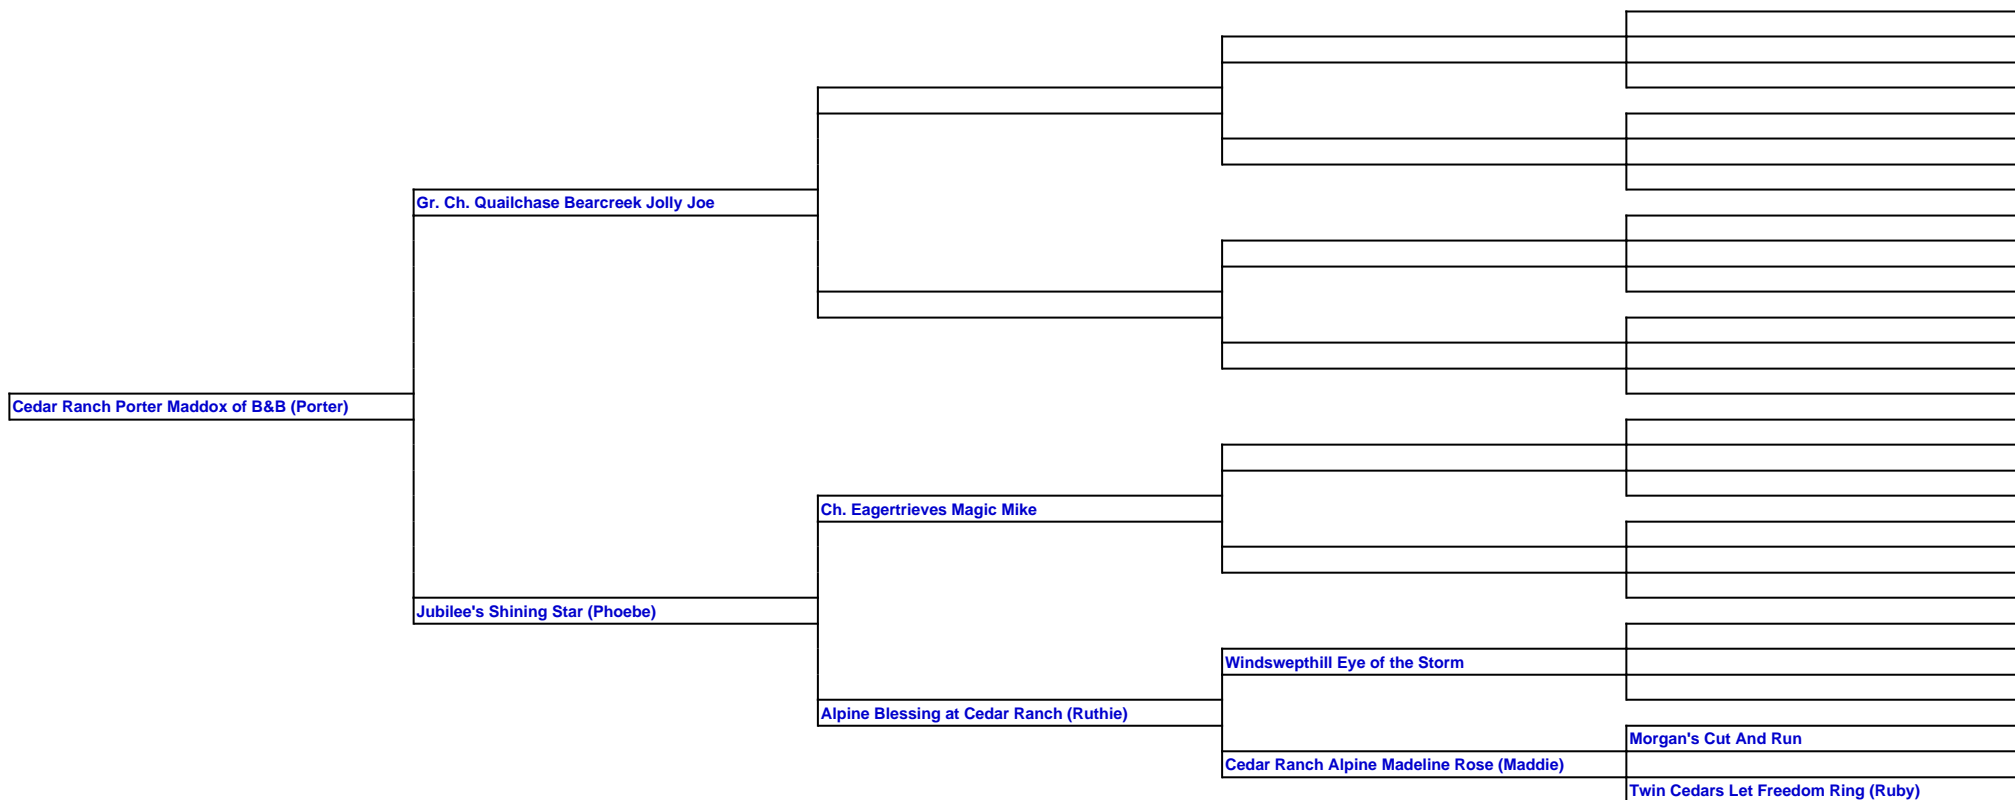 Gr. Ch. Quailchase Bearcreek Jolly Joe
Cedar Ranch Porter Maddox of B&B (Porter)
Ch. Eagertrieves Magic Mike
Jubilee's Shining Star (Phoebe)
Windswepthill Eye of the Storm
Alpine Blessing at Cedar Ranch (Ruthie)
Morgan's Cut And Run
Cedar Ranch Alpine Madeline Rose (Maddie)
Twin Cedars Let Freedom Ring (Ruby)